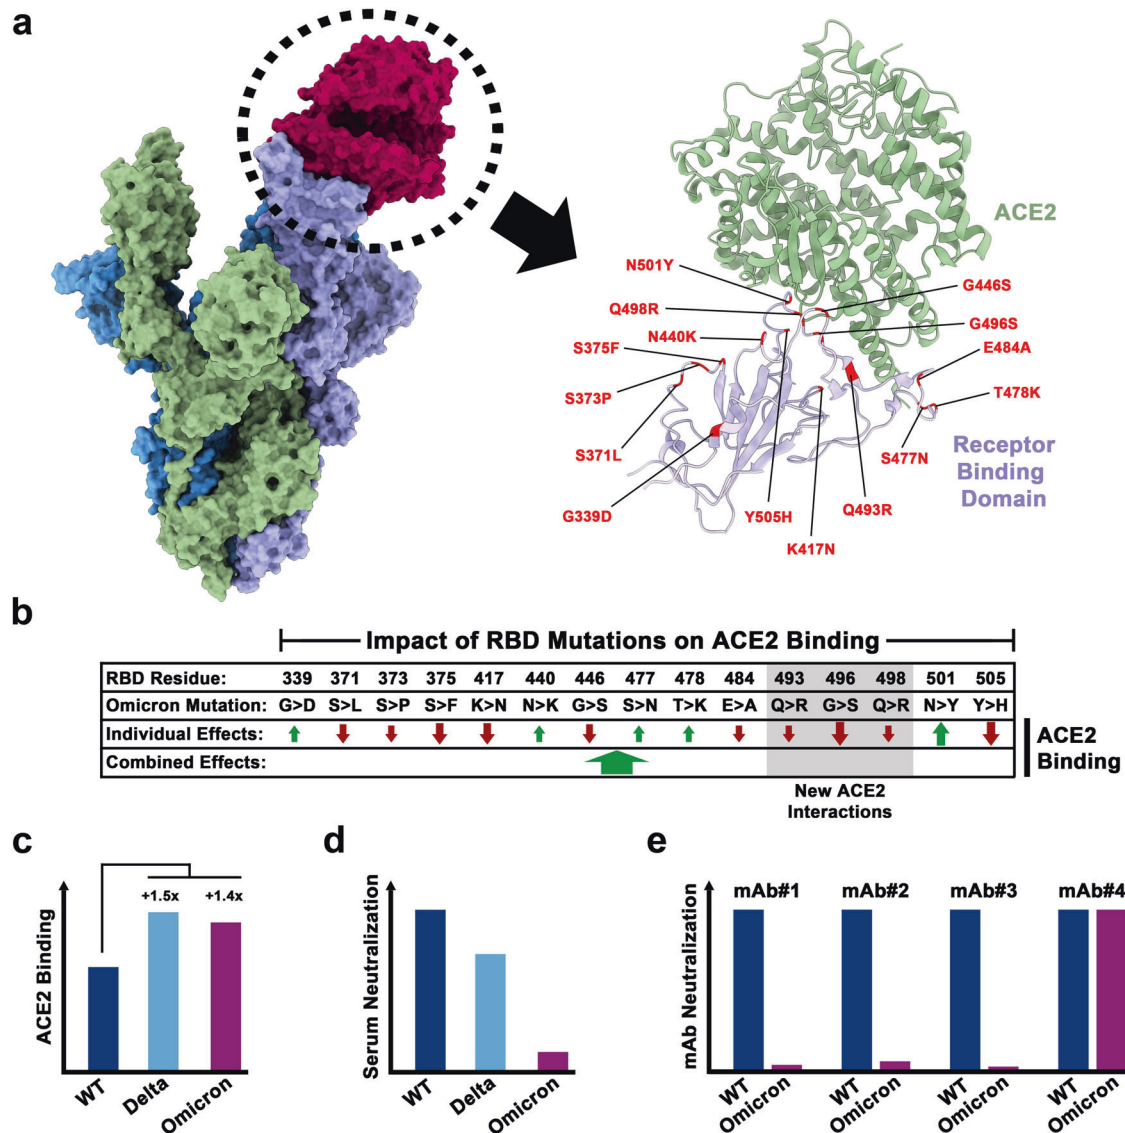 a
ACE2
N501Y
G446S
Q498R
G496S
N440K
S375F
E484A
S373P
T478K
S371L
S477N
Receptor
Binding
Domain
G339D
Y505H
Q493R
K417N
b
Impact of RBD Mutations on ACE2 Binding
RBD Residue: 339 371 373 375 417 440 446 477 478 484 493 496 498 501 505
Omicron Mutation: G>D S>L S>P S>F K>N N>K G>S S>N T>K E>A Q>R G>S Q>R N>Y Y>H
Individual Effects:
Combined Effects:
ACE2
Binding
New ACE2
Interactions
c
ACE2 Binding
+1.5x +1.4x
WT Delta Omicron
d
Serum Neutralization
WT Delta Omicron
e
mAb Neutralization
mAb#1 mAb#2 mAb#3 mAb#4
WT Omicron WT Omicron WT Omicron WT Omicron